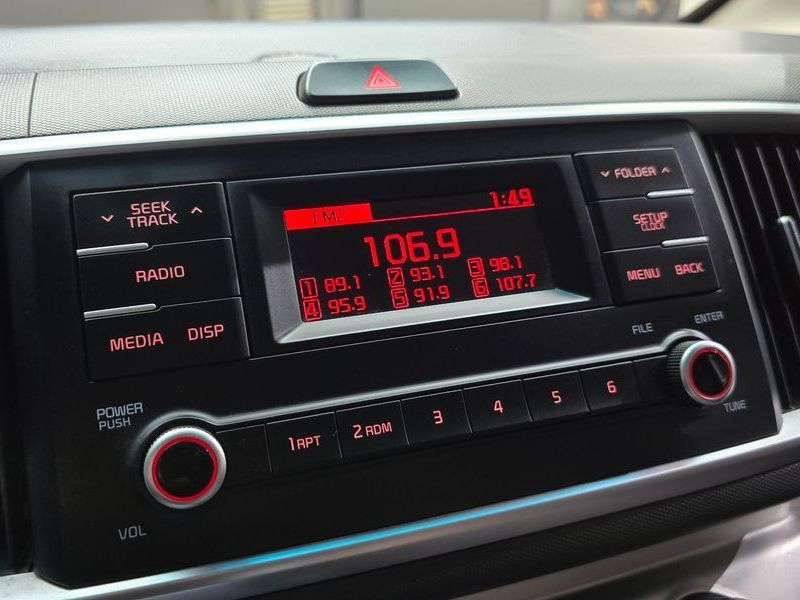 SEEK
TRACK
RADIO
MEDIA DISP
FM2 1:49
106.9
1 89.1 2 93.1 3 98.1
4 95.9 5 91.9 6 107.7
FOLDER
SETUP
CLOCK
MENU BACK
FILE ENTER
TUNE
POWER
PUSH
1 RPT 2 RDM 3 4 5 6
VOL